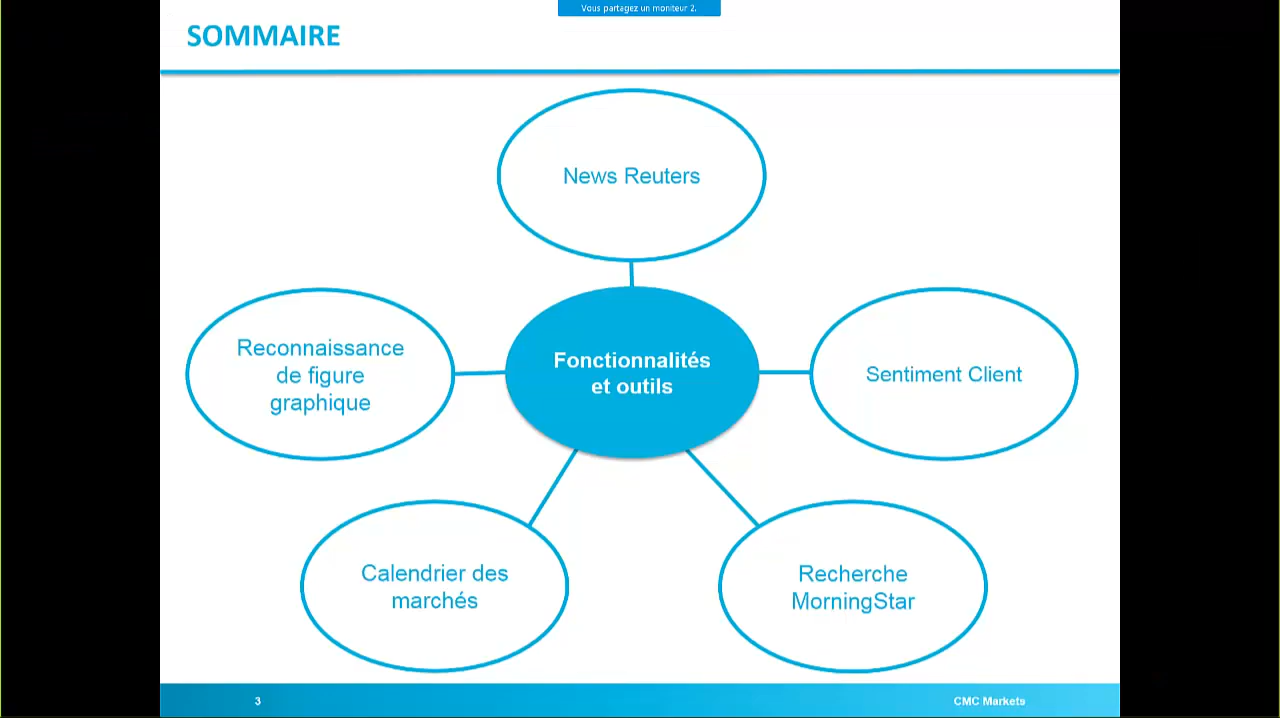 Vous partagez un moniteur 2.
SOMMAIRE
News Reuters
Reconnaissance
de figure
graphique
Fonctionnalités
et outils
Sentiment Client
Calendrier des
marchés
Recherche
MorningStar
3
CMC Markets